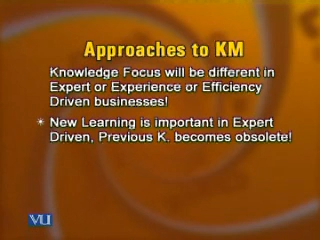 Approaches to KM
Knowledge Focus will be different in
Expert or Experience or Efficiency
Driven businesses!
New Learning is important in Expert
Driven, Previous K. becomes obsolete!
VU